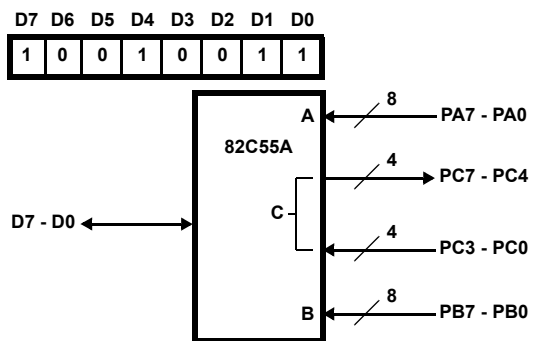 D7 D6 D5 D4 D3 D2 D1 D0
1 0 0 1 0 0 1 1
A
8
PA7 - PA0
82C55A
4
PC7 - PC4
C
D7 - D0
4
PC3 - PC0
B
8
PB7 - PB0